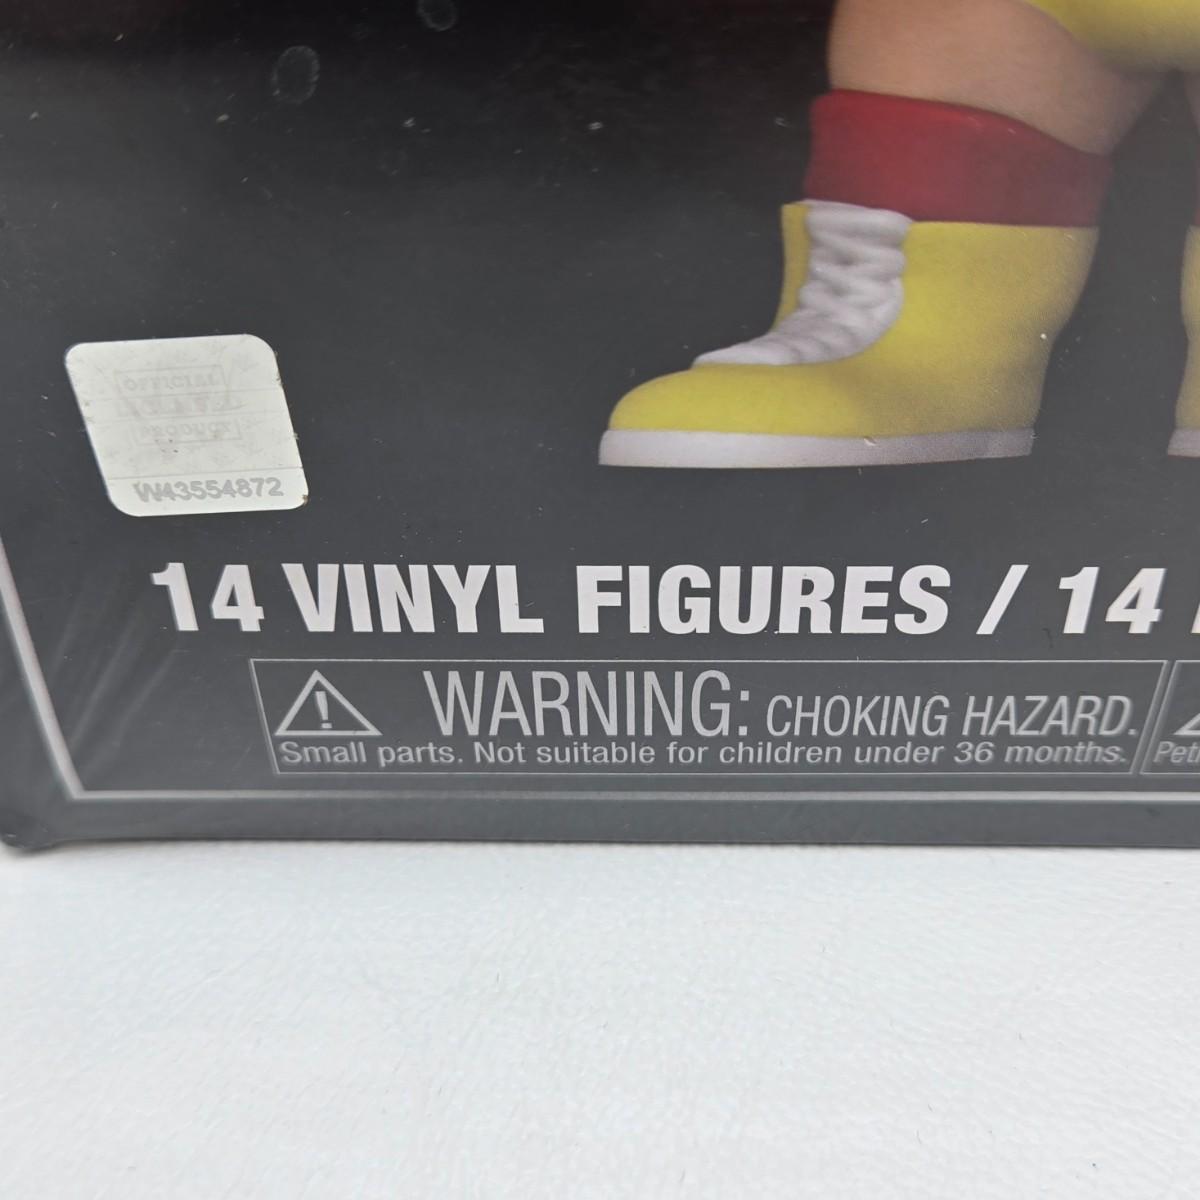 OFFICIAL
LICENSED
PRODUCT
W43554872
14 VINYL FIGURES / 14
WARNING: CHOKING HAZARD.
Small parts. Not suitable for children under 36 months.